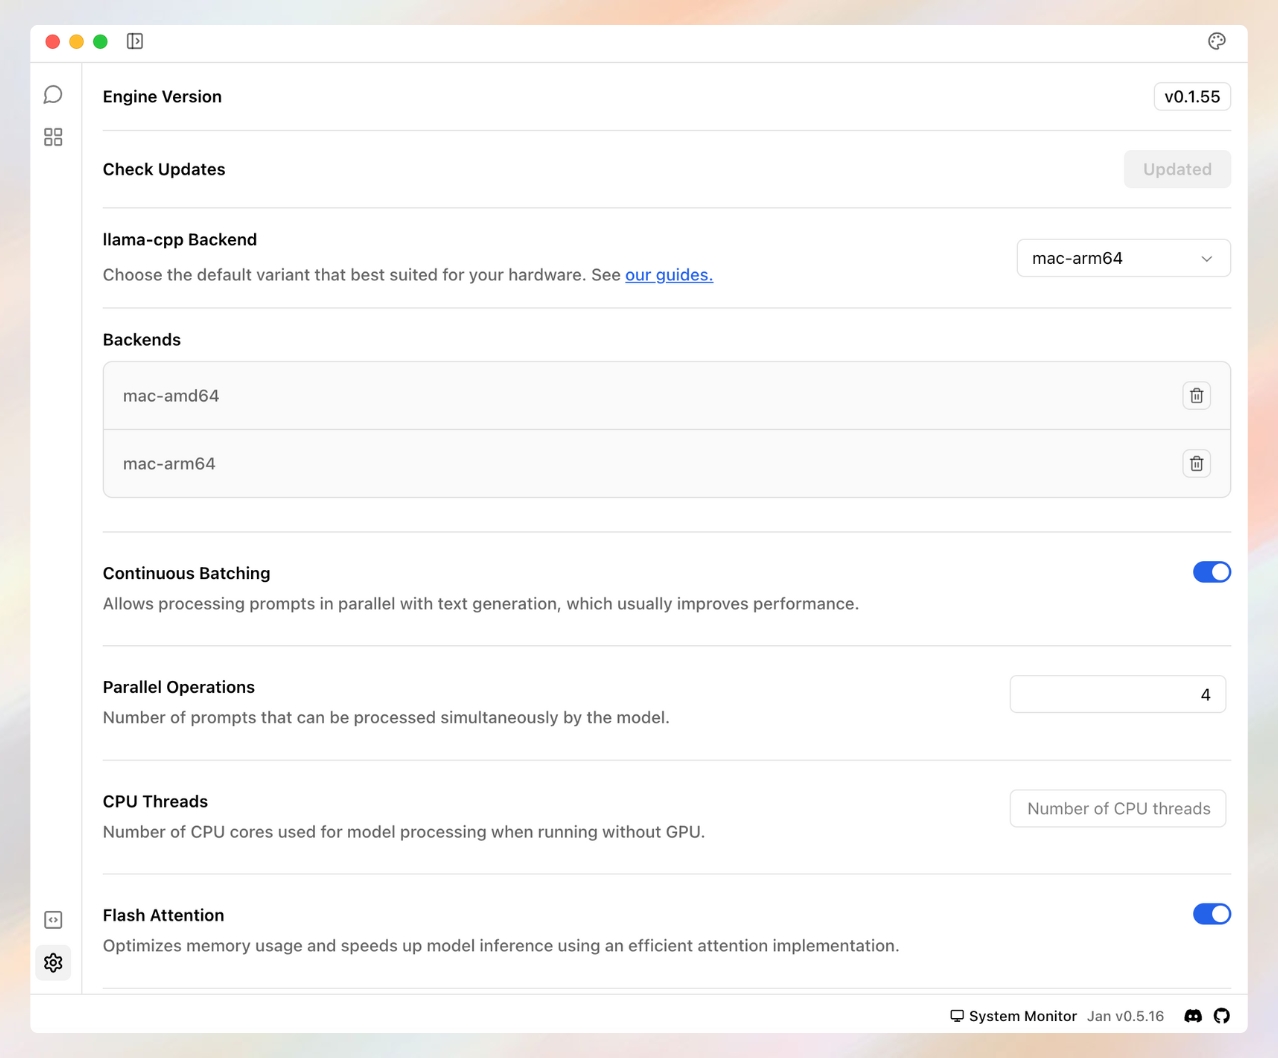 Engine Version
v0.1.55
Check Updates
Updated
llama-cpp Backend
Choose the default variant that best suited for your hardware. See our guides.
mac-arm64
Backends
mac-amd64
mac-arm64
Continuous Batching
Allows processing prompts in parallel with text generation, which usually improves performance.
Parallel Operations
Number of prompts that can be processed simultaneously by the model.
4
CPU Threads
Number of CPU cores used for model processing when running without GPU.
Number of CPU threads
Flash Attention
Optimizes memory usage and speeds up model inference using an efficient attention implementation.
System Monitor Jan v0.5.16